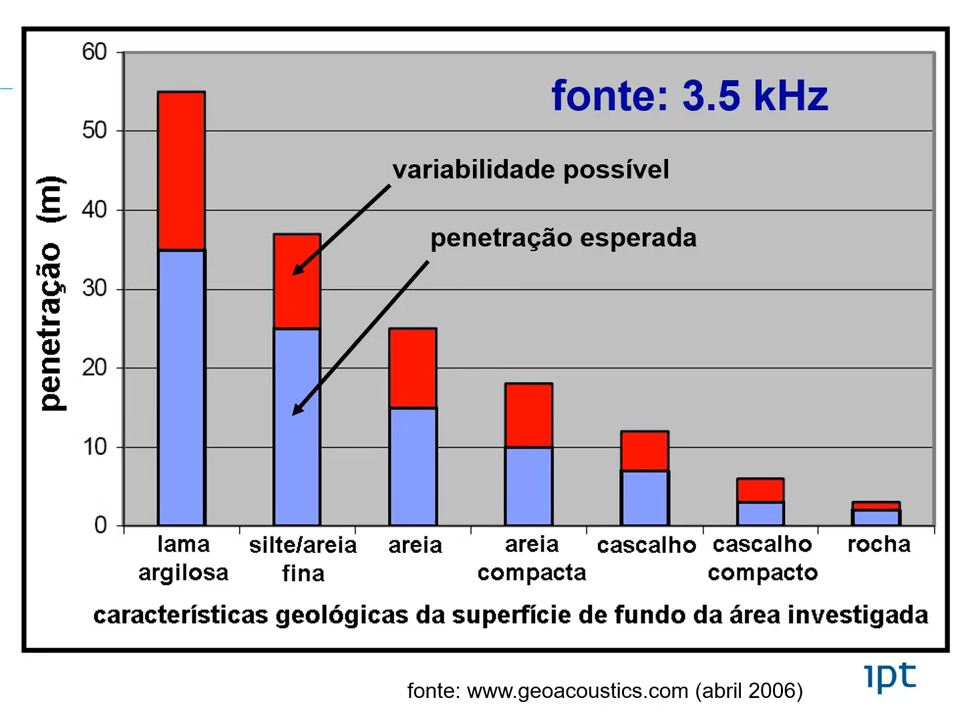 fonte: 3.5 kHz
variabilidade possível
penetração esperada
penetração (m)
60
50
40
30
20
10
0
lama argilosa
silte/areia fina
areia
areia compacta
cascalho
cascalho compacto
rocha
características geológicas da superfície de fundo da área investigada
ipt
fonte: www.geoacoustics.com (abril 2006)